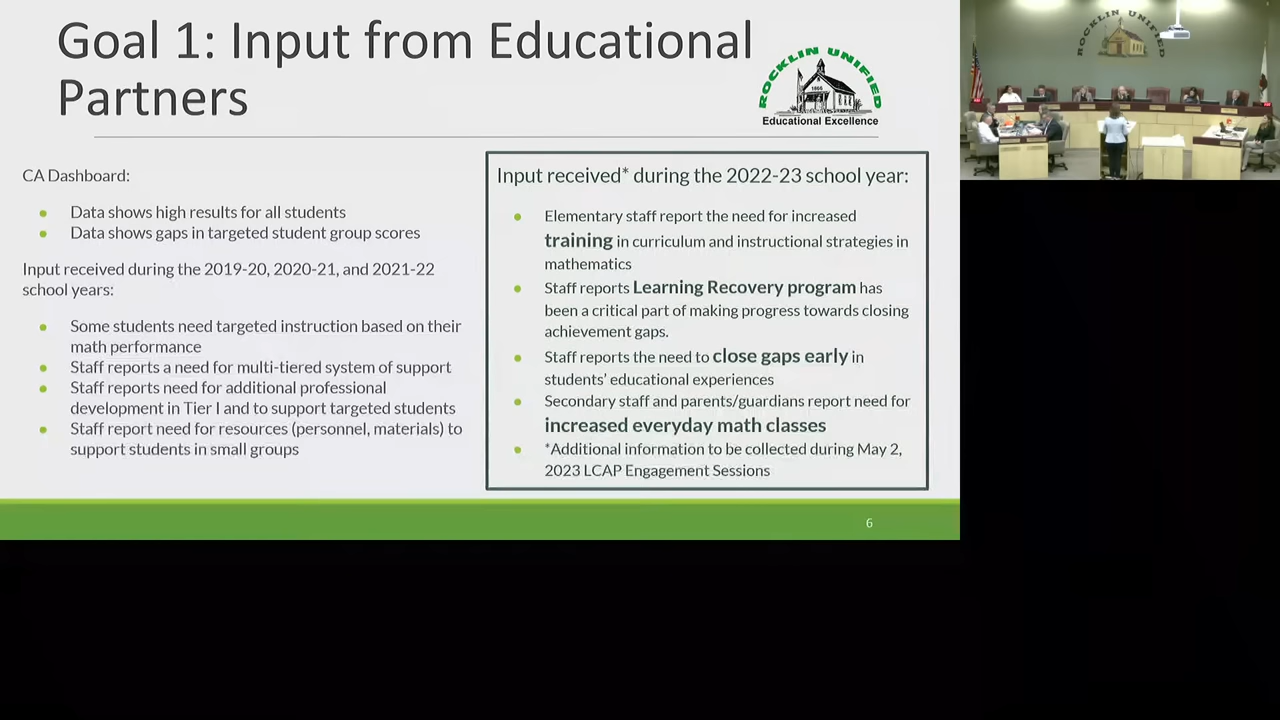 Goal 1: Input from Educational
Partners
ROCKLIN UNIFIED
1866
Educational Excellence
CA Dashboard:
● Data shows high results for all students
● Data shows gaps in targeted student group scores
Input received during the 2019-20, 2020-21, and 2021-22
school years:
● Some students need targeted instruction based on their
math performance
● Staff reports a need for multi-tiered system of support
● Staff reports need for additional professional
development in Tier I and to support targeted students
● Staff report need for resources (personnel, materials) to
support students in small groups
Input received* during the 2022-23 school year:
● Elementary staff report the need for increased
training in curriculum and instructional strategies in
mathematics
● Staff reports Learning Recovery program has
been a critical part of making progress towards closing
achievement gaps.
● Staff reports the need to close gaps early in
students' educational experiences
● Secondary staff and parents/guardians report need for
increased everyday math classes
● *Additional information to be collected during May 2,
2023 LCAP Engagement Sessions
6
ROCKLIN UNIFIED